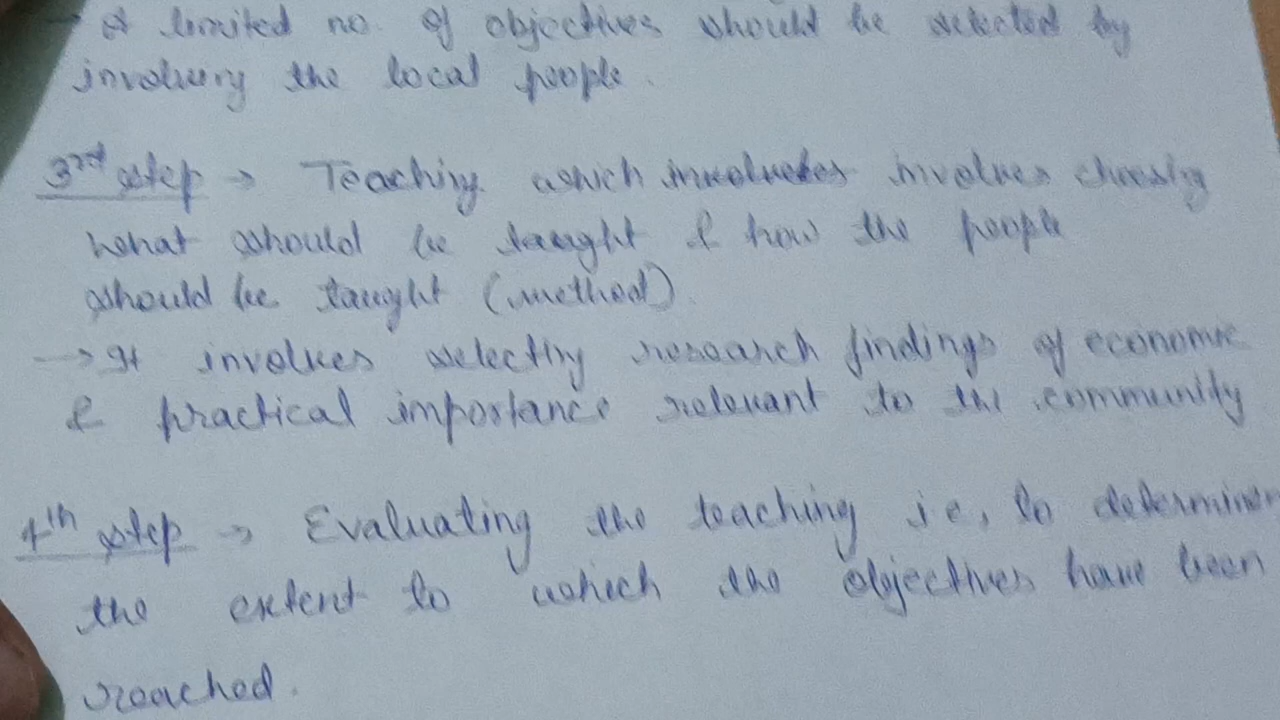 → A limited no. of objectives should be selected by
involving the local people.
3rd step → Teaching which involves choosing
what should be taught & how the people
should be taught (method)
→ It involves selecting research findings of economic
& practical importance relevant to the community
4th step → Evaluating the teaching i.e, to determine
the extent to which the objectives have been
reached.